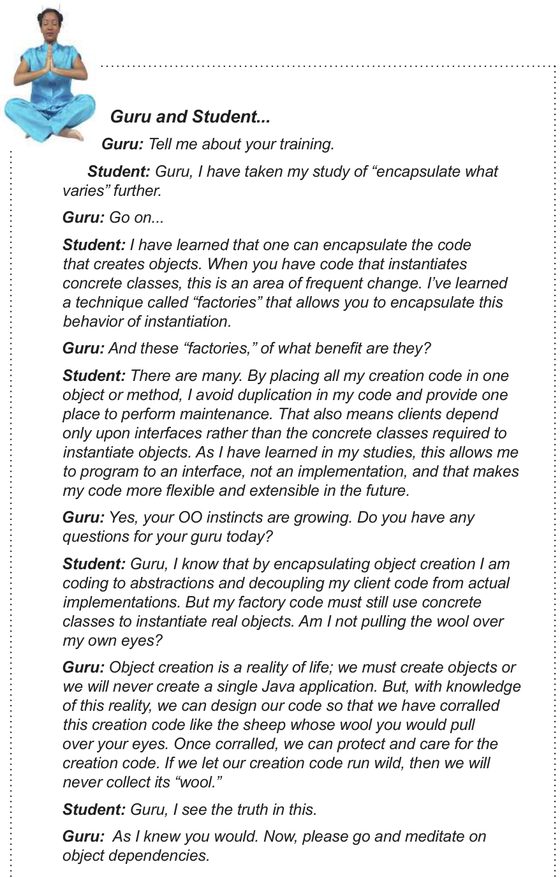 Guru and Student...
Guru: Tell me about your training.
Student: Guru, I have taken my study of “encapsulate what
varies” further.
Guru: Go on...
Student: I have learned that one can encapsulate the code
that creates objects. When you have code that instantiates
concrete classes, this is an area of frequent change. I’ve learned
a technique called “factories” that allows you to encapsulate this
behavior of instantiation.
Guru: And these “factories,” of what benefit are they?
Student: There are many. By placing all my creation code in one
object or method, I avoid duplication in my code and provide one
place to perform maintenance. That also means clients depend
only upon interfaces rather than the concrete classes required to
instantiate objects. As I have learned in my studies, this allows me
to program to an interface, not an implementation, and that makes
my code more flexible and extensible in the future.
Guru: Yes, your OO instincts are growing. Do you have any
questions for your guru today?
Student: Guru, I know that by encapsulating object creation I am
coding to abstractions and decoupling my client code from actual
implementations. But my factory code must still use concrete
classes to instantiate real objects. Am I not pulling the wool over
my own eyes?
Guru: Object creation is a reality of life; we must create objects or
we will never create a single Java application. But, with knowledge
of this reality, we can design our code so that we have corralled
this creation code like the sheep whose wool you would pull
over your eyes. Once corralled, we can protect and care for the
creation code. If we let our creation code run wild, then we will
never collect its “wool.”
Student: Guru, I see the truth in this.
Guru: As I knew you would. Now, please go and meditate on
object dependencies.